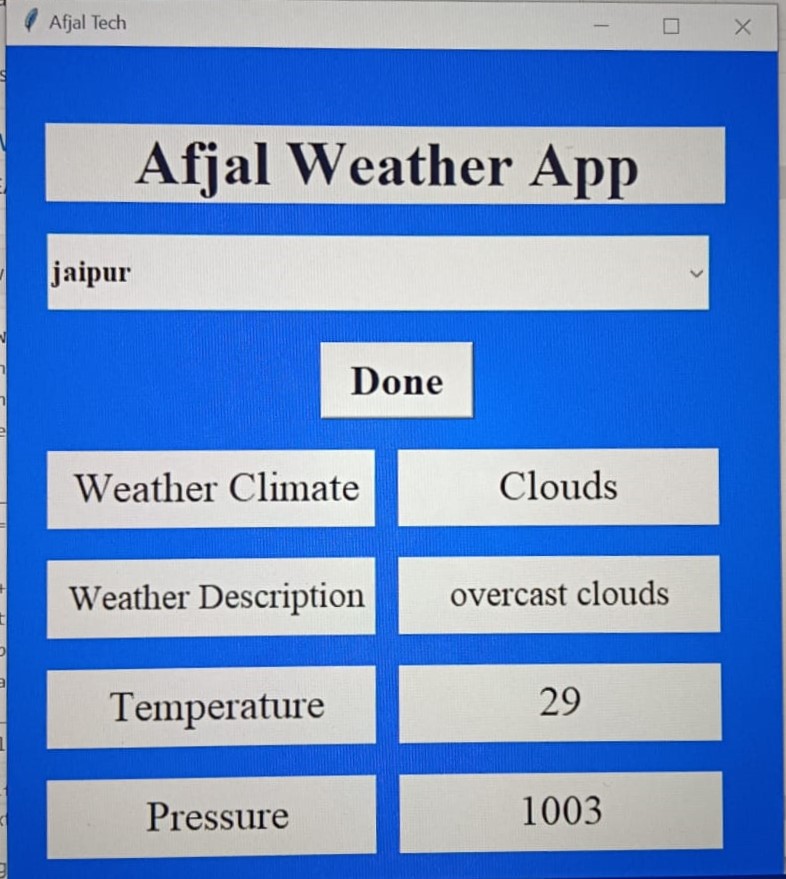 Afjal Tech
Afjal Weather App
jaipur
Done
Weather Climate Clouds
Weather Description overcast clouds
Temperature 29
Pressure 1003